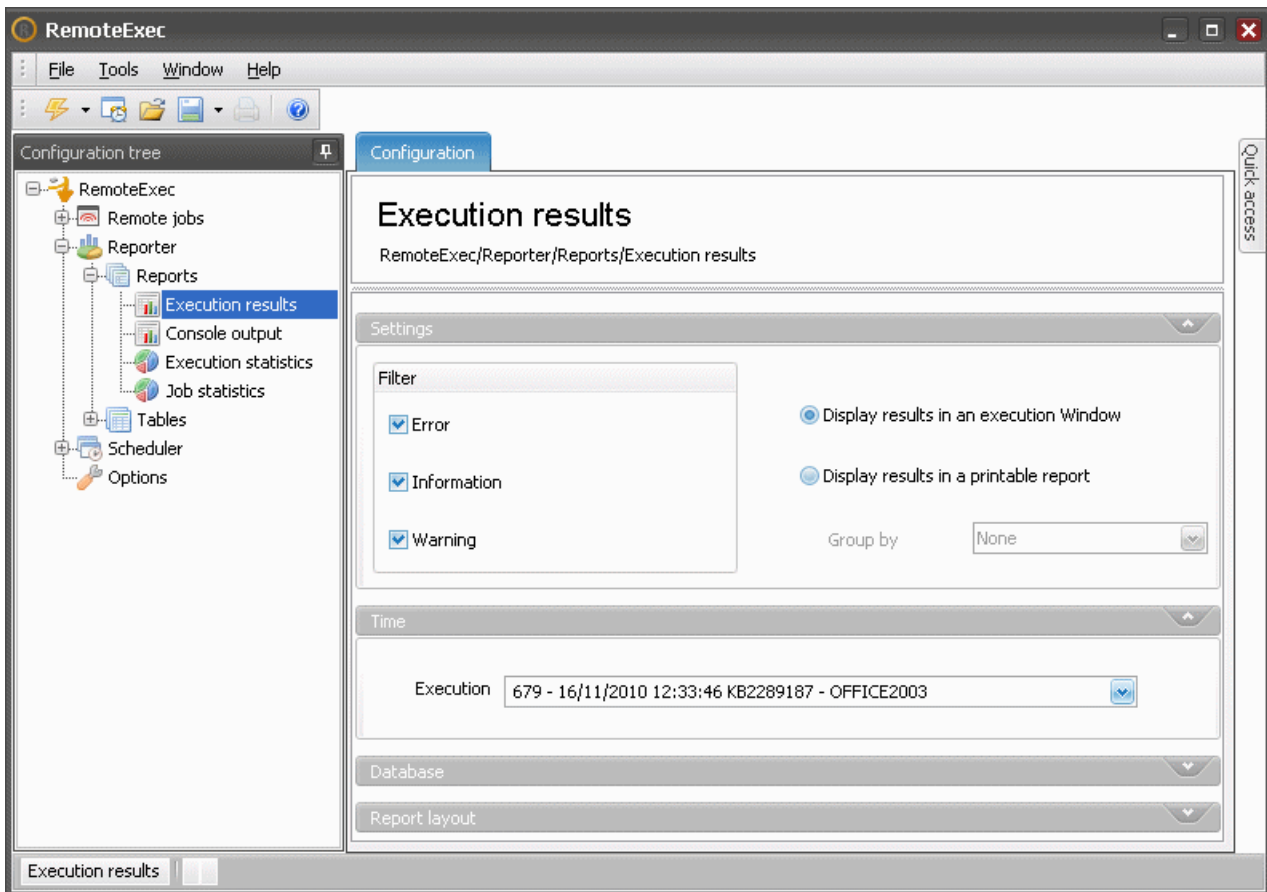 RemoteExec
File Tools Window Help
Configuration tree
RemoteExec
Remote jobs
Reporter
Reports
Execution results
Console output
Execution statistics
Job statistics
Tables
Scheduler
Options
Configuration
Execution results
RemoteExec/Reporter/Reports/Execution results
Settings
Filter
Error
Information
Warning
Display results in an execution Window
Display results in a printable report
Group by None
Time
Execution 679 - 16/11/2010 12:33:46 KB2289187 - OFFICE2003
Database
Report layout
Quick access
Execution results